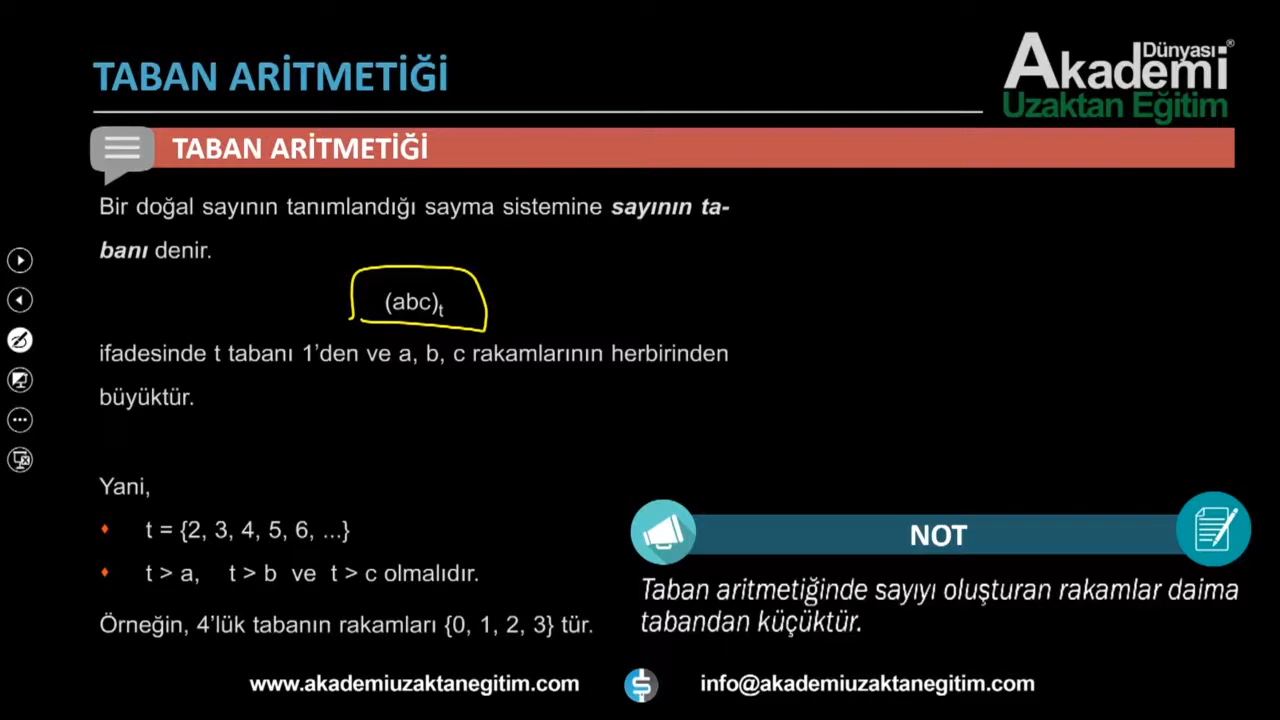 TABAN ARİTMETİĞİ
Akademi
Dünyası®
Uzaktan Eğitim
TABAN ARİTMETİĞİ
Bir doğal sayının tanımlandığı sayma sistemine sayının ta-
banı denir.
(abc)t
ifadesinde t tabanı 1’den ve a, b, c rakamlarının herbirinden
büyüktür.
Yani,
t = {2, 3, 4, 5, 6, ...}
t > a, t > b ve t > c olmalıdır.
Örneğin, 4’lük tabanın rakamları {0, 1, 2, 3} tür.
NOT
Taban aritmetiğinde sayıyı oluşturan rakamlar daima
tabandan küçüktür.
www.akademiuzaktanegitim.com
info@akademiuzaktanegitim.com